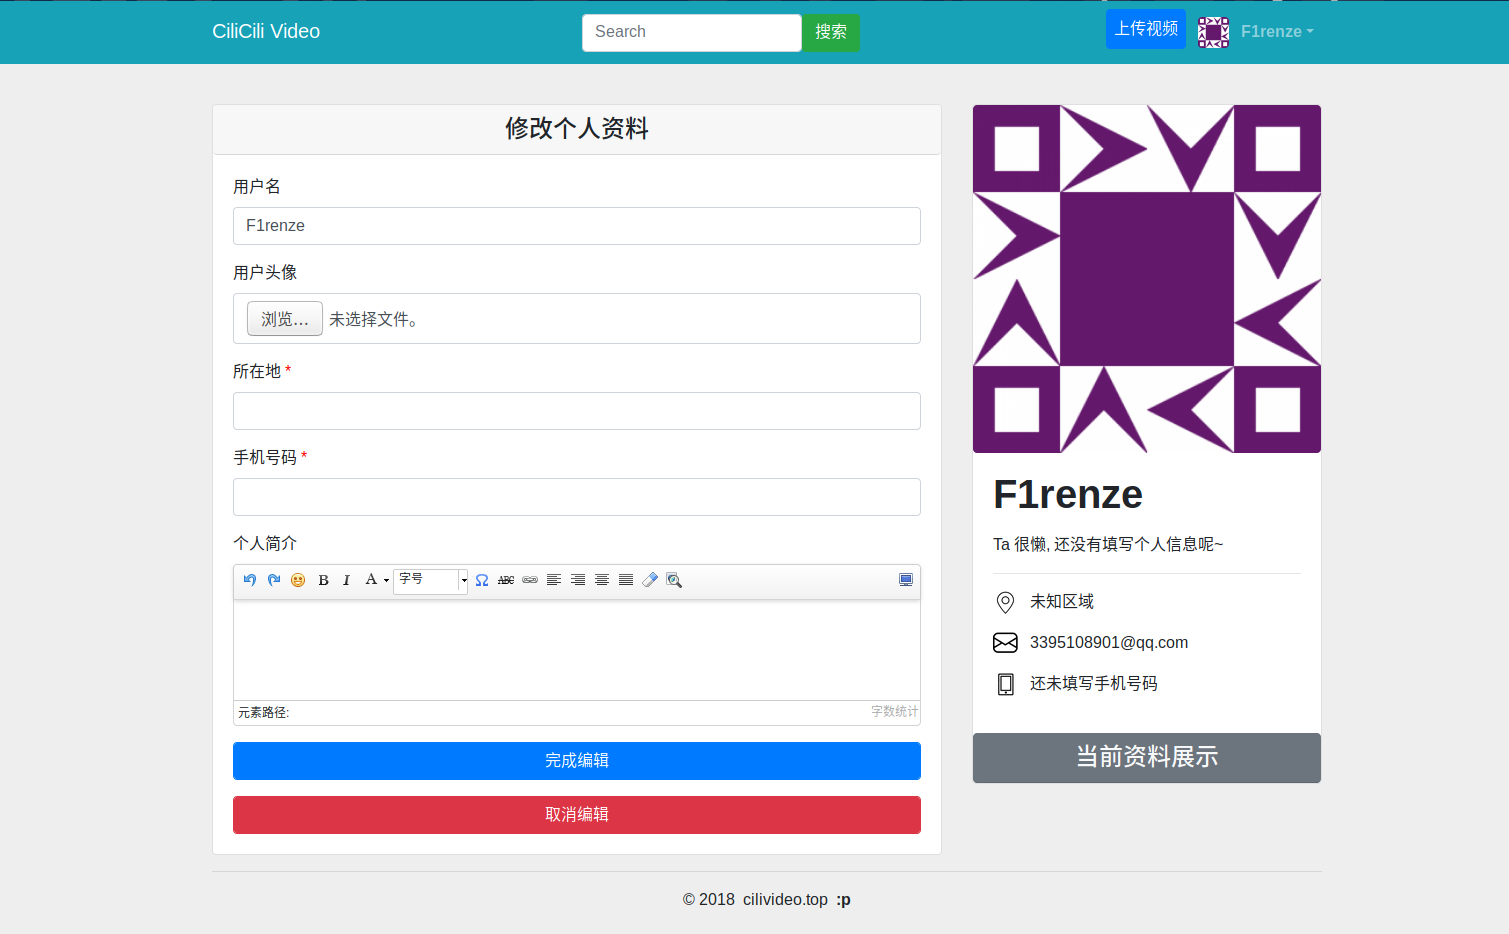 CiliCili Video
Search
搜索
上传视频
F1renze
修改个人资料
用户名
F1renze
用户头像
浏览... 未选择文件。
所在地 *
手机号码 *
个人简介
B I A 字号 Ω ABC
元素路径:
字数统计
完成编辑
取消编辑
F1renze
Ta 很懒, 还没有填写个人信息呢~
未知区域
3395108901@qq.com
还未填写手机号码
当前资料展示
© 2018 cilivideo.top :p